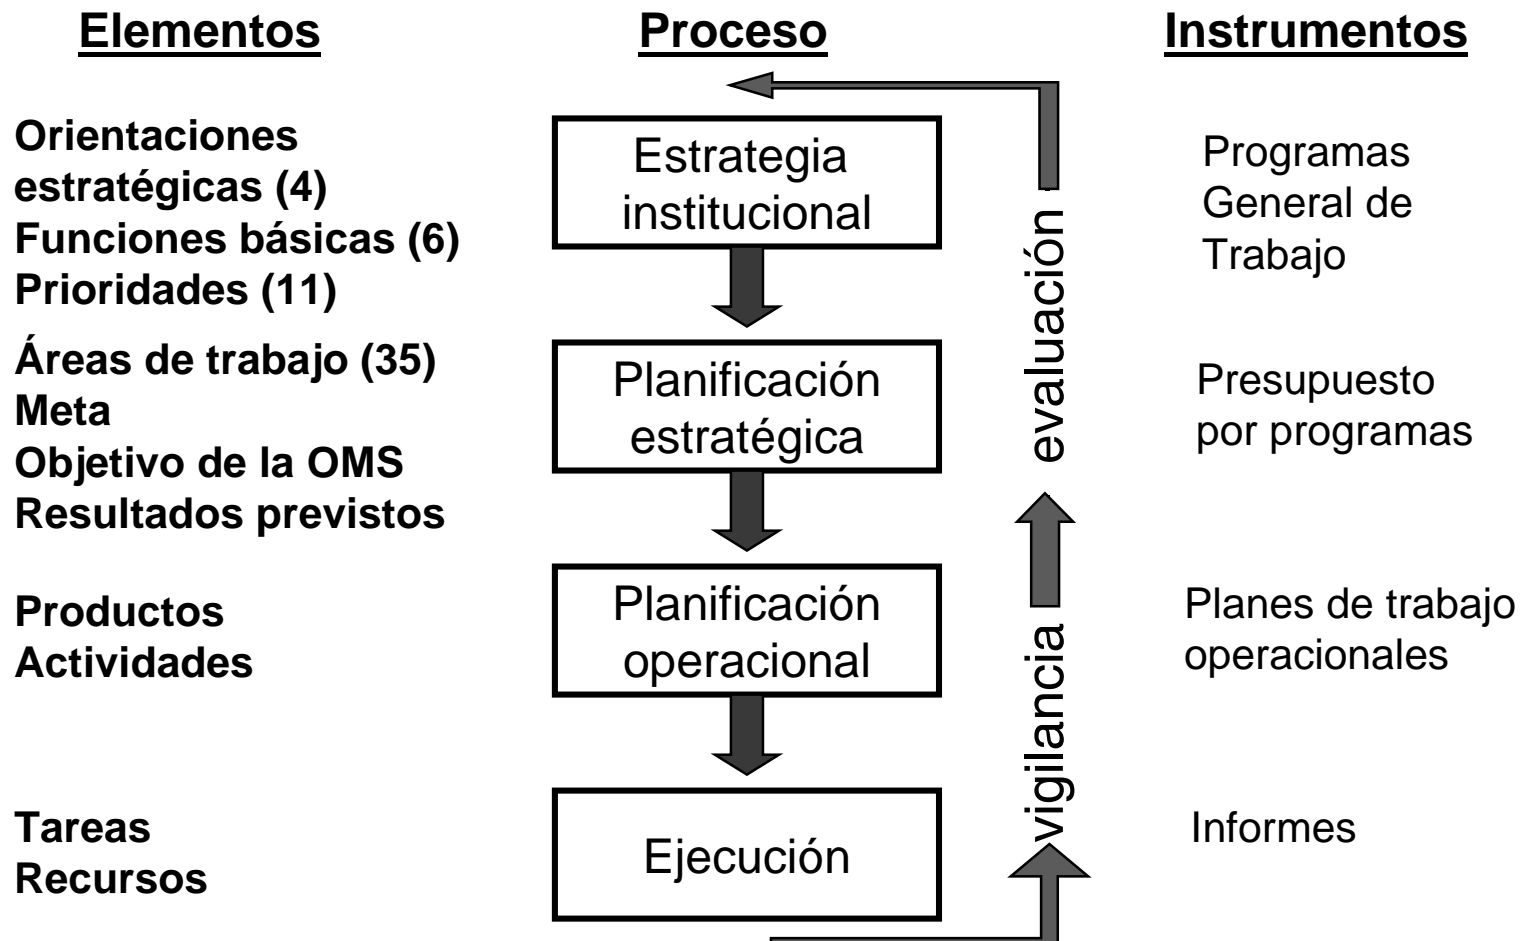 Elementos
Proceso
Instrumentos
Orientaciones
estratégicas (4)
Funciones básicas (6)
Prioridades (11)
Estrategia
institucional
Programas
General de
Trabajo
Áreas de trabajo (35)
Meta
Objetivo de la OMS
Resultados previstos
Planificación
estratégica
Presupuesto
por programas
Productos
Actividades
Planificación
operacional
Planes de trabajo
operacionales
Tareas
Recursos
Ejecución
Informes
vigilancia
evaluación